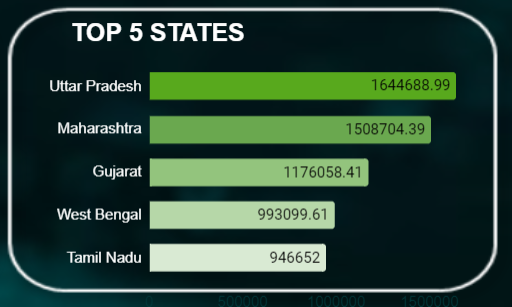 TOP 5 STATES
Uttar Pradesh 1644688.99
Maharashtra 1508704.39
Gujarat 1176058.41
West Bengal 993099.61
Tamil Nadu 946652
0 500000 1000000 1500000